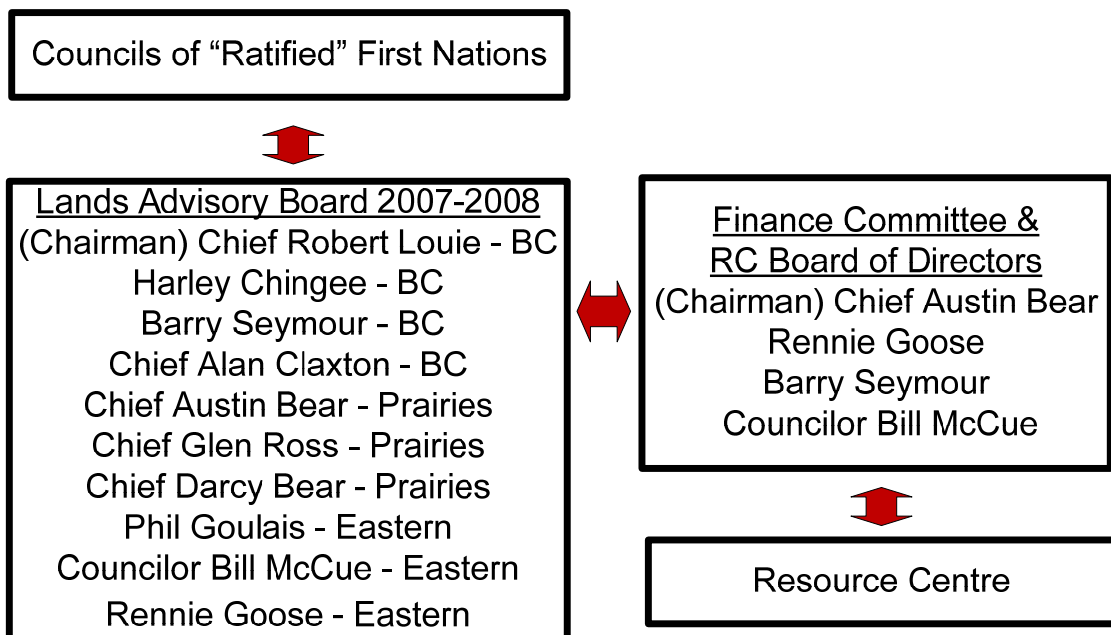 Councils of “Ratified” First Nations
Lands Advisory Board 2007-2008
(Chairman) Chief Robert Louie - BC
Harley Chingee - BC
Barry Seymour - BC
Chief Alan Claxton - BC
Chief Austin Bear - Prairies
Chief Glen Ross - Prairies
Chief Darcy Bear - Prairies
Phil Goulais - Eastern
Councilor Bill McCue - Eastern
Rennie Goose - Eastern
Finance Committee &
RC Board of Directors
(Chairman) Chief Austin Bear
Rennie Goose
Barry Seymour
Councilor Bill McCue
Resource Centre